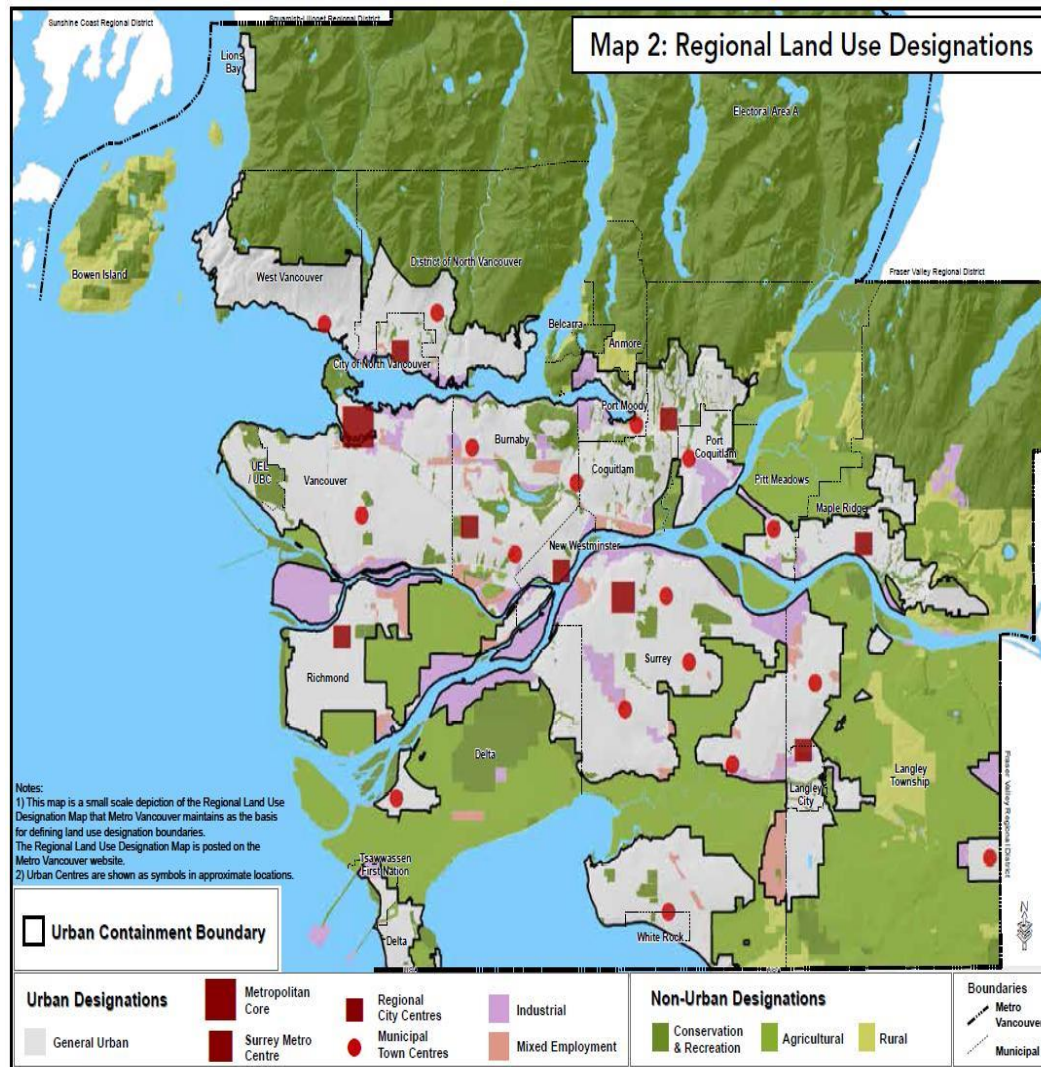 Sunshine Coast Regional District
Squamish-Lillooet Regional District
Map 2: Regional Land Use Designations
Lions
Bay
Electoral Area A
Bowen Island
West Vancouver
District of North Vancouver
Fraser Valley Regional District
Belcarra
Anmore
City of North Vancouver
Port Moody
Port
Coquitlam
Burnaby
Coquitlam
UEL
/ UBC
Vancouver
Pitt Meadows
Maple Ridge
New Westminster
Richmond
Surrey
Delta
Langley
Township
Langley
City
Fraser Valley Regional District
Notes:
1) This map is a small scale depiction of the Regional Land Use
Designation Map that Metro Vancouver maintains as the basis
for defining land use designation boundaries.
The Regional Land Use Designation Map is posted on the
Metro Vancouver website.
2) Urban Centres are shown as symbols in approximate locations.
Tsawwassen
First Nation
Delta
White Rock
N
Urban Containment Boundary
Urban Designations
General Urban
Metropolitan
Core
Surrey Metro
Centre
Regional
City Centres
Municipal
Town Centres
Industrial
Mixed Employment
Non-Urban Designations
Conservation
& Recreation
Agricultural
Rural
Boundaries
Metro
Vancouver
Municipal